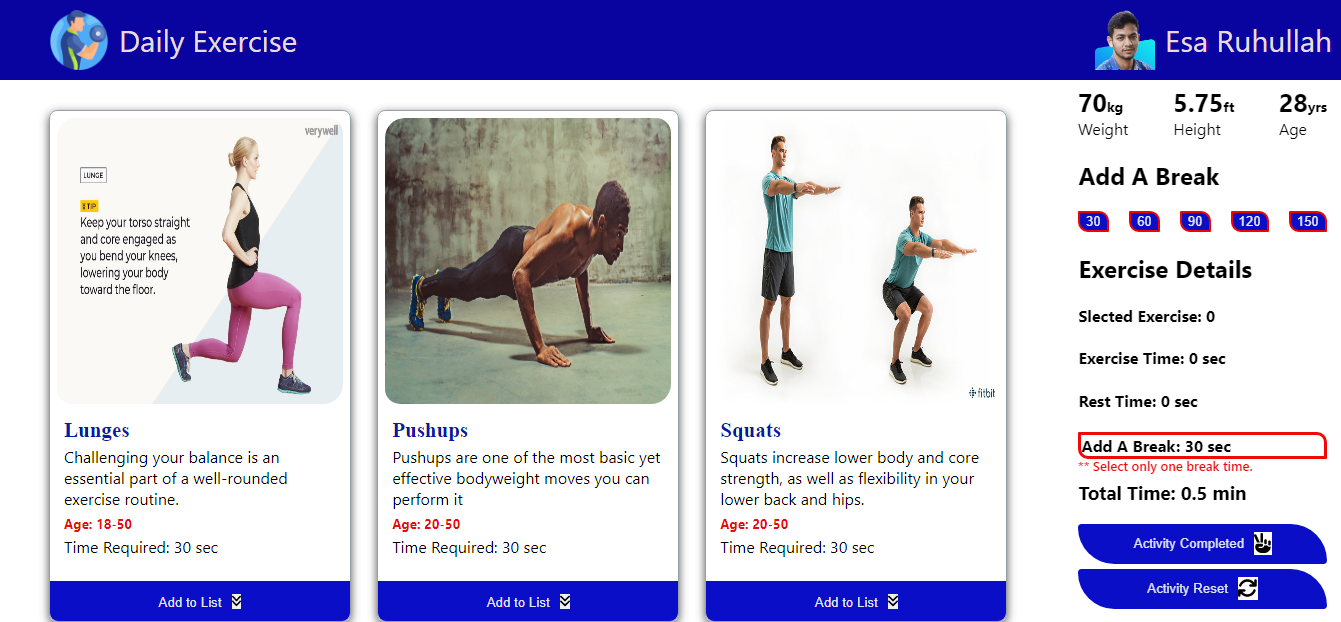 Daily Exercise
Esa Ruhullah
verywell
LUNGE
TIP
Keep your torso straight
and core engaged as
you bend your knees,
lowering your body
toward the floor.
Lunges
Challenging your balance is an
essential part of a well-rounded
exercise routine.
Age: 18-50
Time Required: 30 sec
Add to List
Pushups
Pushups are one of the most basic yet
effective bodyweight moves you can
perform it
Age: 20-50
Time Required: 30 sec
Add to List
fitbit
Squats
Squats increase lower body and core
strength, as well as flexibility in your
lower back and hips.
Age: 20-50
Time Required: 30 sec
Add to List
70kg 5.75ft 28yrs
Weight Height Age
Add A Break
30 60 90 120 150
Exercise Details
Slected Exercise: 0
Exercise Time: 0 sec
Rest Time: 0 sec
Add A Break: 30 sec
** Select only one break time.
Total Time: 0.5 min
Activity Completed
Activity Reset